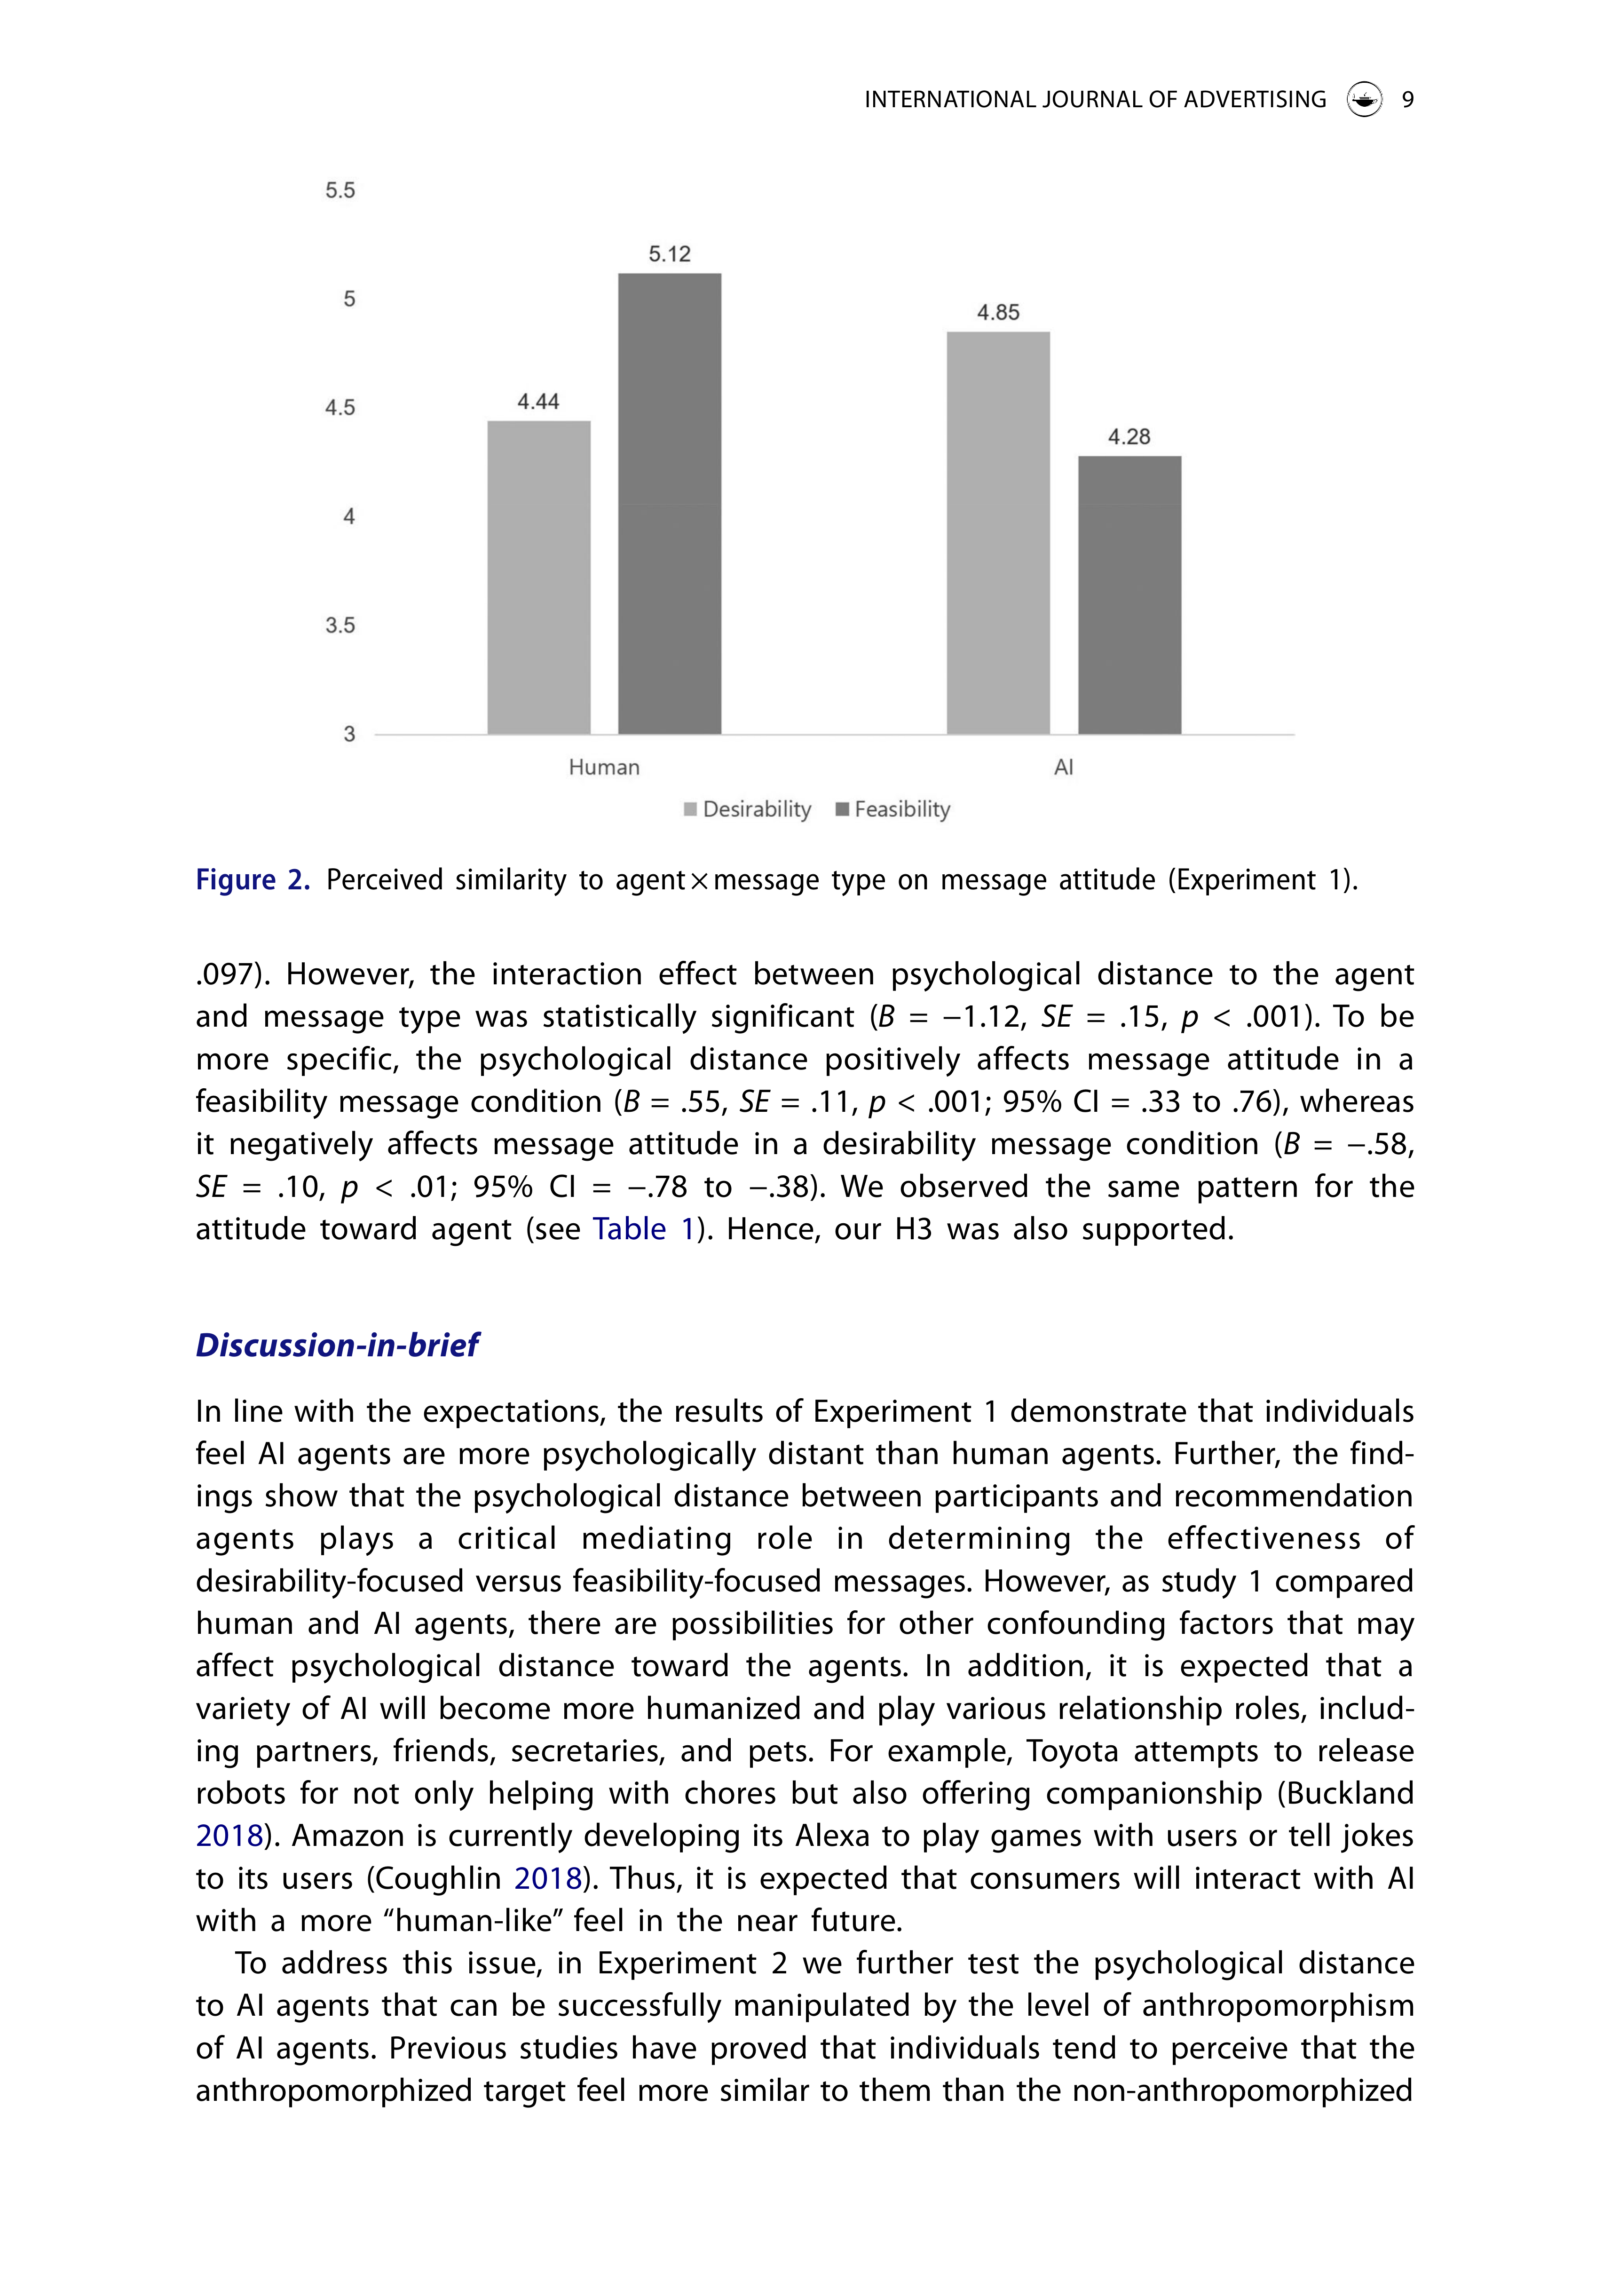 INTERNATIONAL JOURNAL OF ADVERTISING 9
5.5
5
4.5
4
3.5
3
4.44
5.12
4.85
4.28
Human
AI
Desirability Feasibility
Figure 2. Perceived similarity to agent × message type on message attitude (Experiment 1).
.097). However, the interaction effect between psychological distance to the agent
and message type was statistically significant (B = −1.12, SE = .15, p < .001). To be
more specific, the psychological distance positively affects message attitude in a
feasibility message condition (B = .55, SE = .11, p < .001; 95% CI = .33 to .76), whereas
it negatively affects message attitude in a desirability message condition (B = −.58,
SE = .10, p < .01; 95% CI = −.78 to −.38). We observed the same pattern for the
attitude toward agent (see Table 1). Hence, our H3 was also supported.
Discussion-in-brief
In line with the expectations, the results of Experiment 1 demonstrate that individuals
feel AI agents are more psychologically distant than human agents. Further, the find-
ings show that the psychological distance between participants and recommendation
agents plays a critical mediating role in determining the effectiveness of
desirability-focused versus feasibility-focused messages. However, as study 1 compared
human and AI agents, there are possibilities for other confounding factors that may
affect psychological distance toward the agents. In addition, it is expected that a
variety of AI will become more humanized and play various relationship roles, includ-
ing partners, friends, secretaries, and pets. For example, Toyota attempts to release
robots for not only helping with chores but also offering companionship (Buckland
2018). Amazon is currently developing its Alexa to play games with users or tell jokes
to its users (Coughlin 2018). Thus, it is expected that consumers will interact with AI
with a more “human-like” feel in the near future.
To address this issue, in Experiment 2 we further test the psychological distance
to AI agents that can be successfully manipulated by the level of anthropomorphism
of AI agents. Previous studies have proved that individuals tend to perceive that the
anthropomorphized target feel more similar to them than the non-anthropomorphized